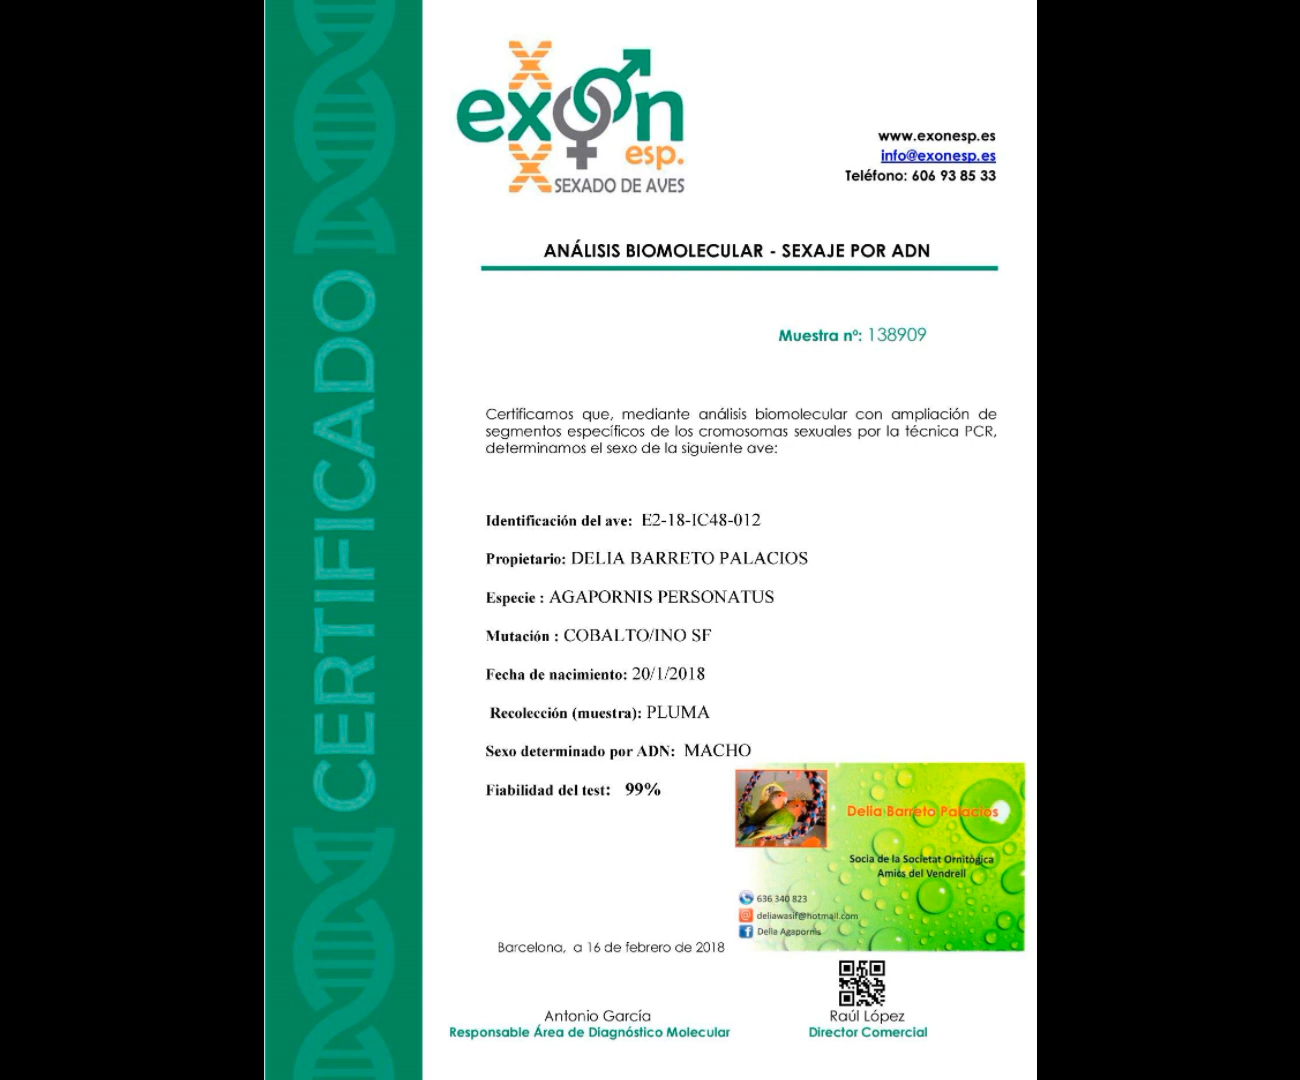 CERTIFICADO
exon
esp.
SEXADO DE AVES
www.exonesp.es
info@exonesp.es
Teléfono: 606 93 85 33
ANÁLISIS BIOMOLECULAR - SEXAJE POR ADN
Muestra nº: 138909
Certificamos que, mediante análisis biomolecular con ampliación de
segmentos específicos de los cromosomas sexuales por la técnica PCR,
determinamos el sexo de la siguiente ave:
Identificación del ave: E2-18-IC48-012
Propietario: DELIA BARRETO PALACIOS
Especie : AGAPORNIS PERSONATUS
Mutación : COBALTO/INO SF
Fecha de nacimiento: 20/1/2018
Recolección (muestra): PLUMA
Sexo determinado por ADN: MACHO
Fiabilidad del test: 99%
Delia Barreto Palacios
Socia de la Societat Ornitògica
Amics del Vendrell
636 340 823
deliawasif@hotmail.com
Delia Agapornis
Barcelona, a 16 de febrero de 2018
Antonio García
Responsable Área de Diagnóstico Molecular
Raúl López
Director Comercial